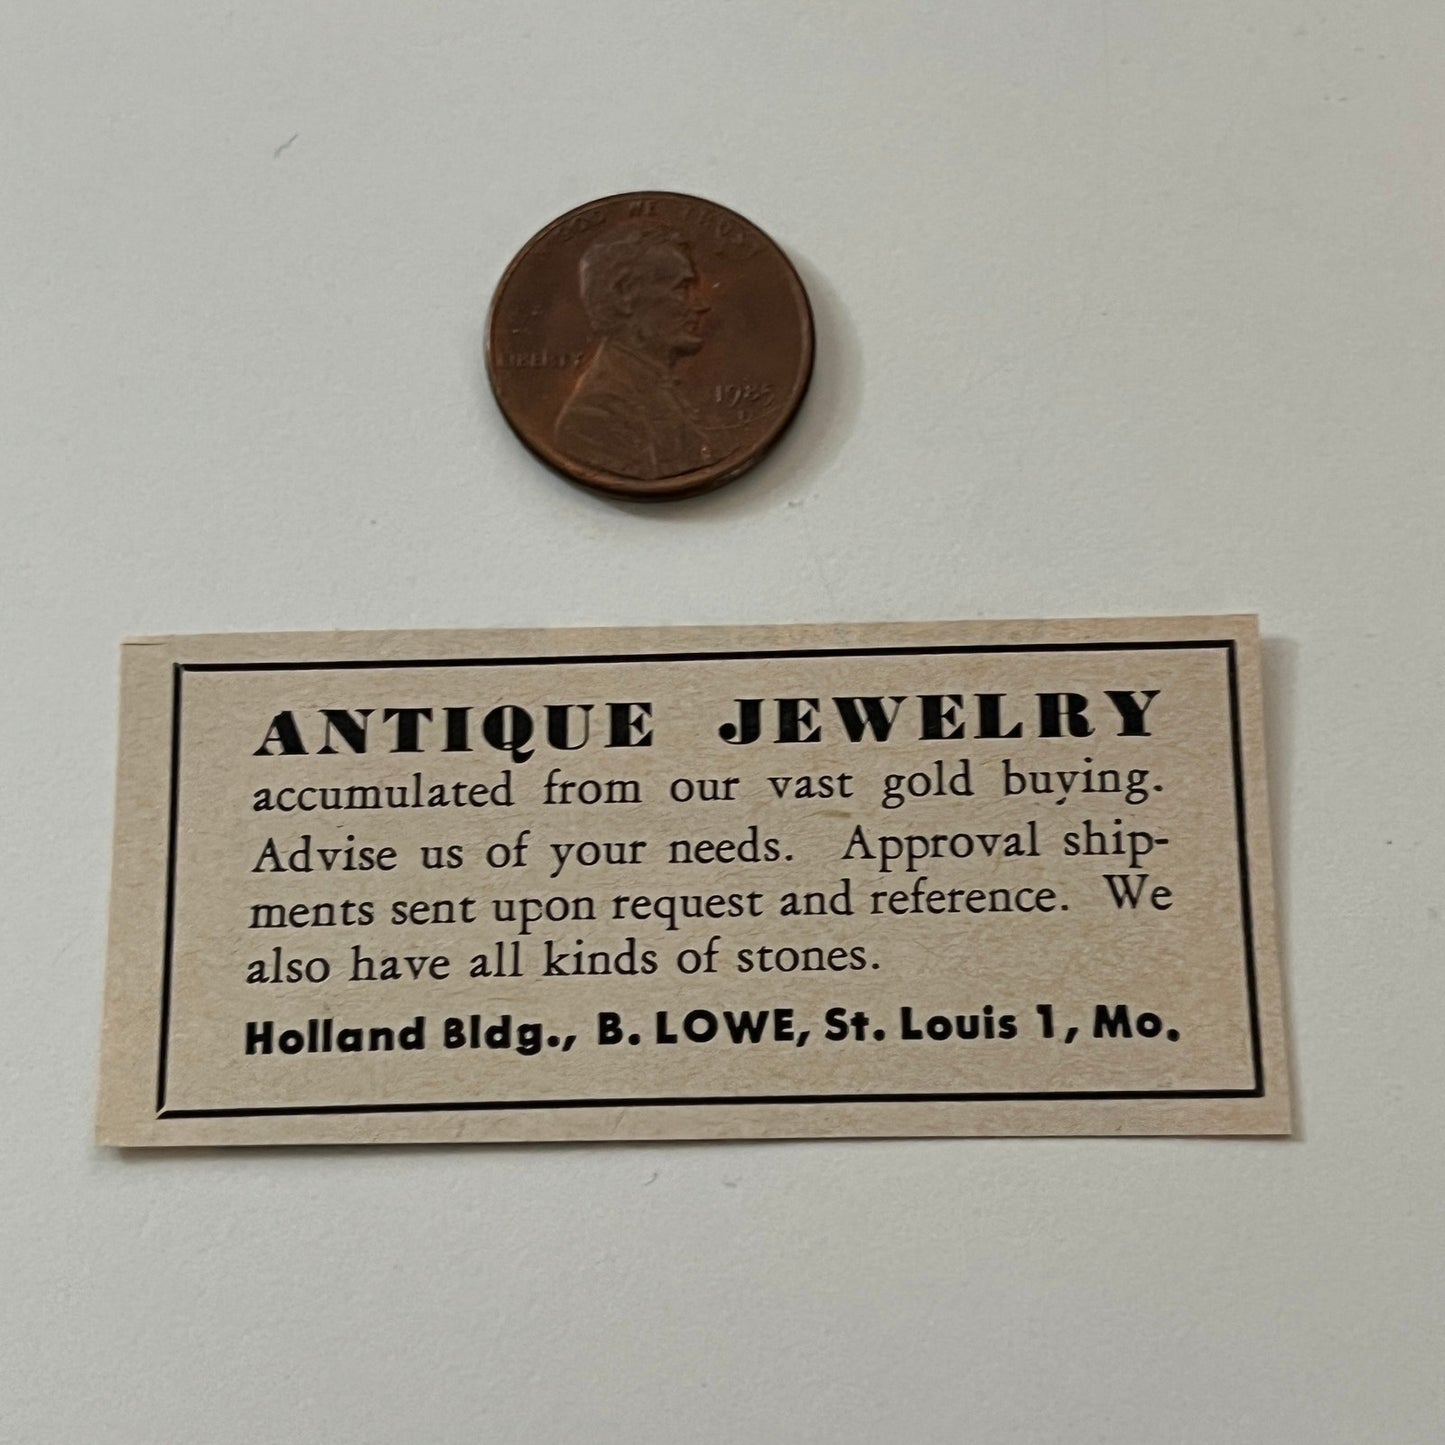 GOD WE TRUST
LIBERTY
1985
D
ANTIQUE JEWELRY
accumulated from our vast gold buying.
Advise us of your needs. Approval ship-
ments sent upon request and reference. We
also have all kinds of stones.
Holland Bldg., B. LOWE, St. Louis 1, Mo.